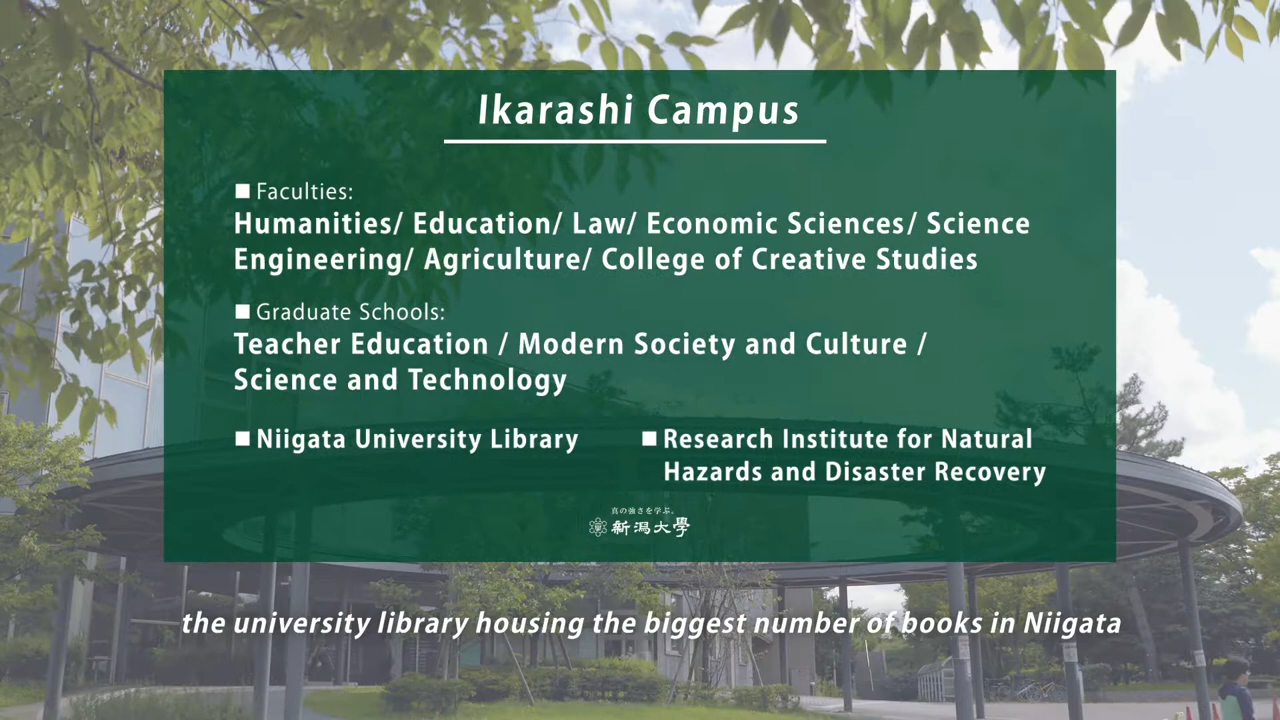 Ikarashi Campus
■ Faculties:
Humanities/ Education/ Law/ Economic Sciences/ Science
Engineering/ Agriculture/ College of Creative Studies
■ Graduate Schools:
Teacher Education / Modern Society and Culture /
Science and Technology
■ Niigata University Library
■ Research Institute for Natural
Hazards and Disaster Recovery
真の強さを学ぶ。
新潟大學
the university library housing the biggest number of books in Niigata